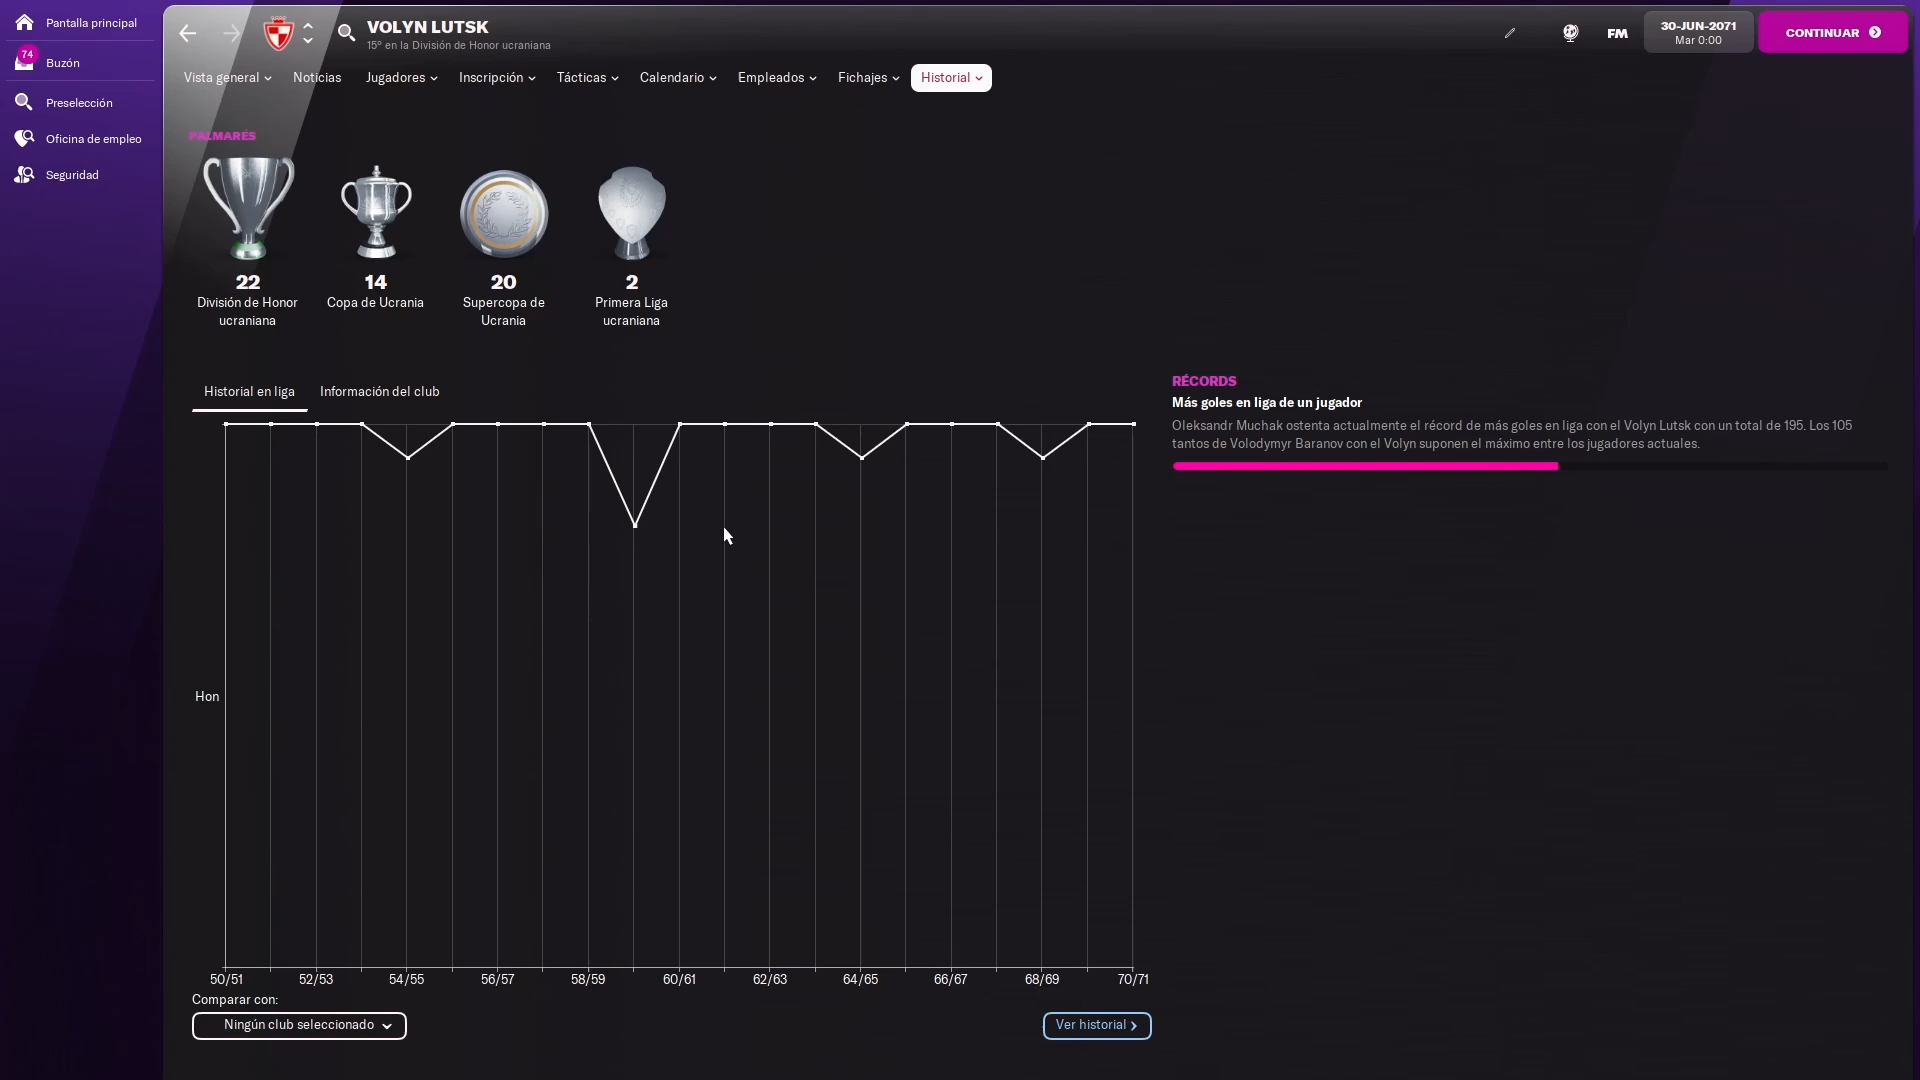 Pantalla principal
74
Buzón
Preselección
Oficina de empleo
Seguridad
VOLYN LUTSK
15º en la División de Honor ucraniana
FM
30-JUN-2071
Mar 0:00
CONTINUAR
Vista general
Noticias
Jugadores
Inscripción
Tácticas
Calendario
Empleados
Fichajes
Historial
PALMARÉS
22
División de Honor
ucraniana
14
Copa de Ucrania
20
Supercopa de
Ucrania
2
Primera Liga
ucraniana
Historial en liga
Información del club
Hon
50/51
52/53
54/55
56/57
58/59
60/61
62/63
64/65
66/67
68/69
70/71
Comparar con:
Ningún club seleccionado
Ver historial
RÉCORDS
Más goles en liga de un jugador
Oleksandr Muchak ostenta actualmente el récord de más goles en liga con el Volyn Lutsk con un total de 195. Los 105
tantos de Volodymyr Baranov con el Volyn suponen el máximo entre los jugadores actuales.